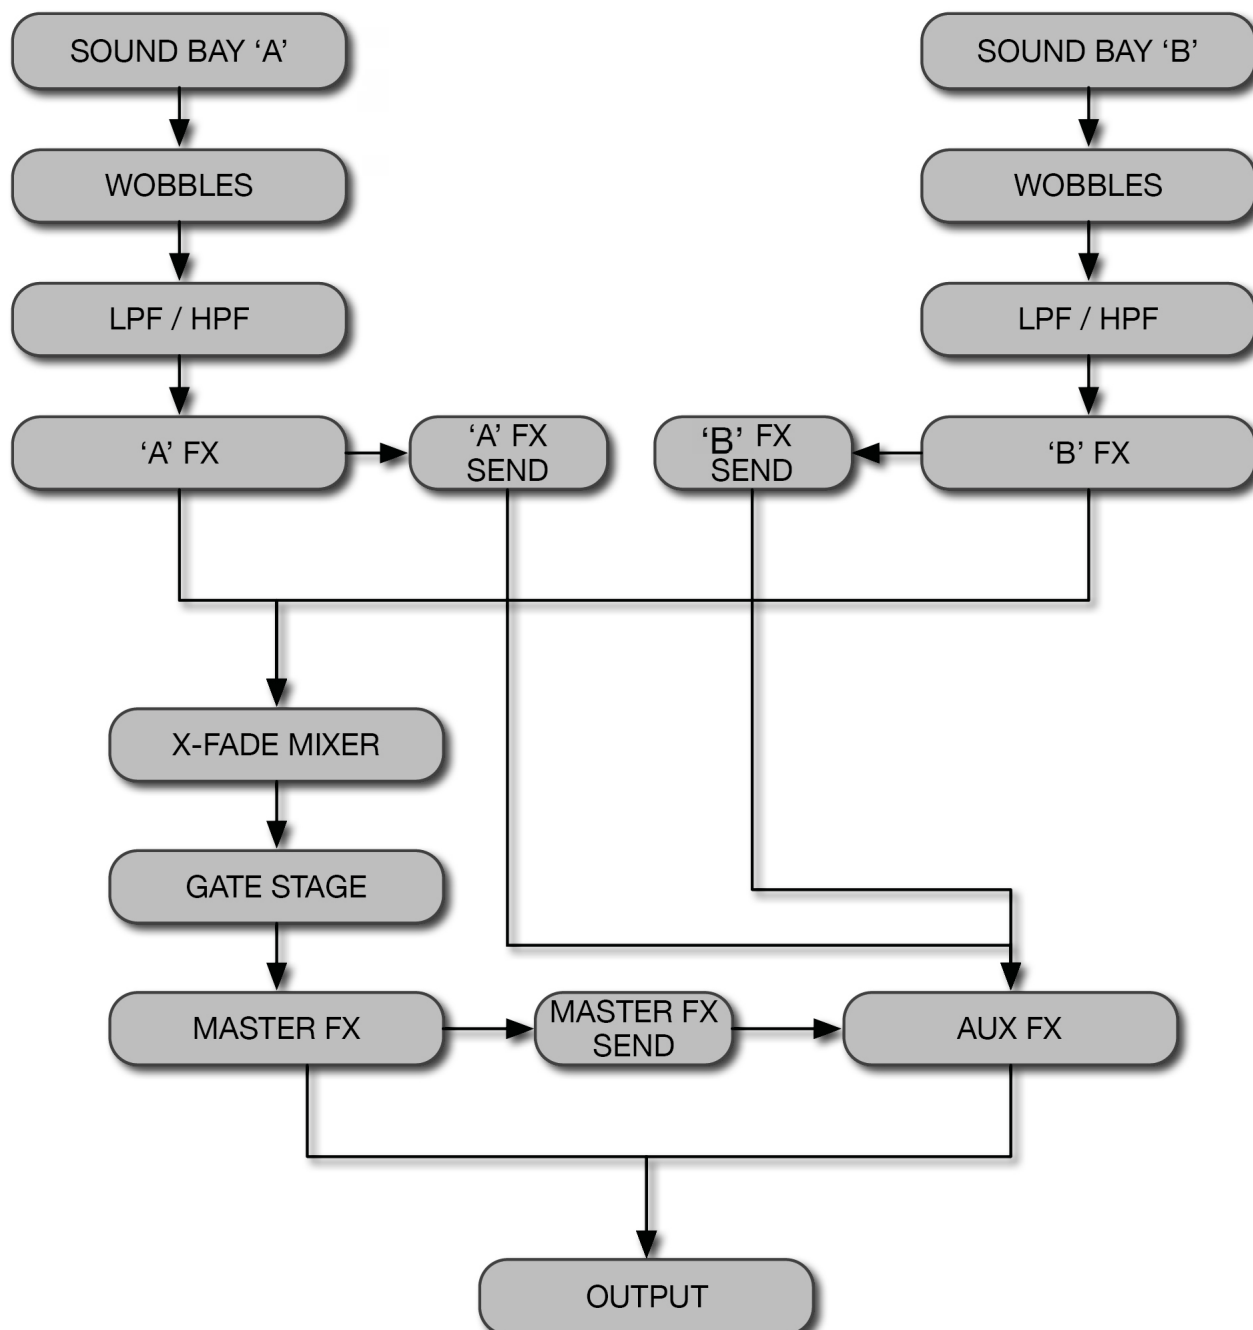 SOUND BAY ‘A’
SOUND BAY ‘B’
WOBBLES
WOBBLES
LPF / HPF
LPF / HPF
‘A’ FX
‘A’ FX
SEND
‘B’ FX
SEND
‘B’ FX
X-FADE MIXER
GATE STAGE
MASTER FX
MASTER FX
SEND
AUX FX
OUTPUT